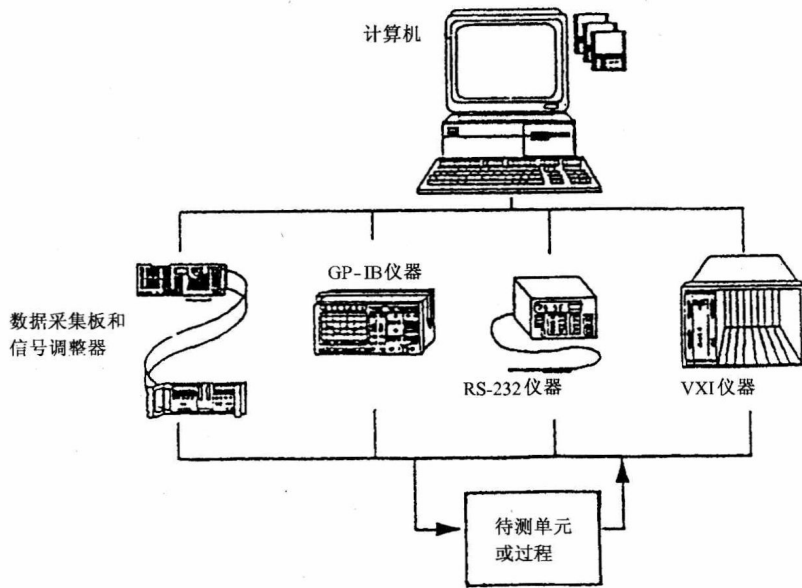 计算机
GP-IB仪器
数据采集板和
信号调整器
RS-232仪器
VXI仪器
待测单元
或过程